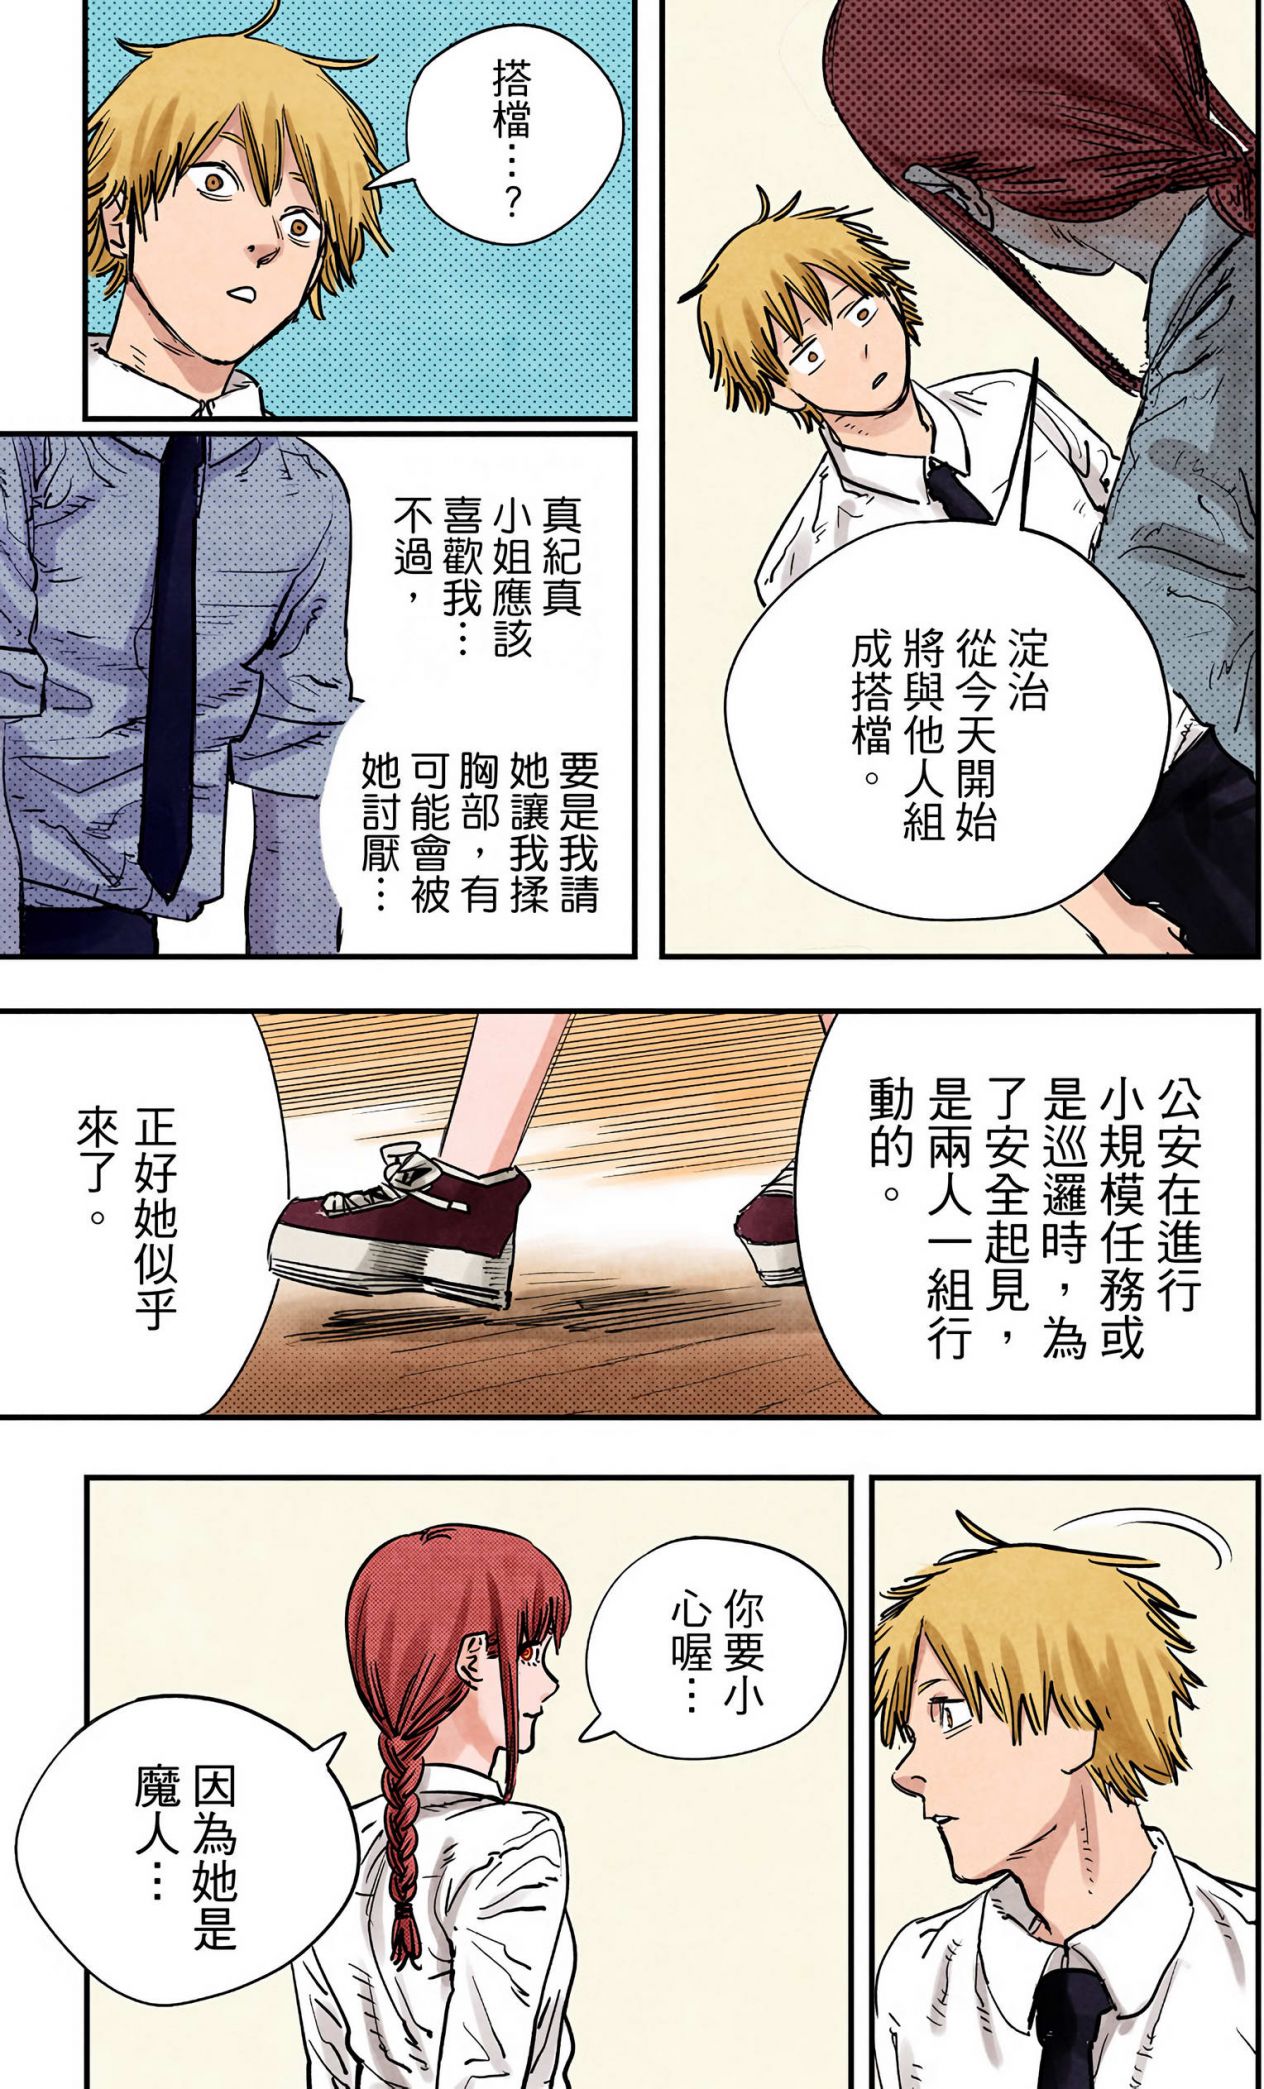 淀治
從今天開始
將與他人組
成搭檔。
搭檔…?
真紀真
小姐應該
喜歡我…
不過，
要是我請
她讓我揉
胸部，有
可能會被
她討厭…
公安在進行
小規模任務或
是巡邏時，為
了安全起見，
是兩人一組行
動的。
正好她似乎
來了。
你要小
心喔…
因為她是
魔人…